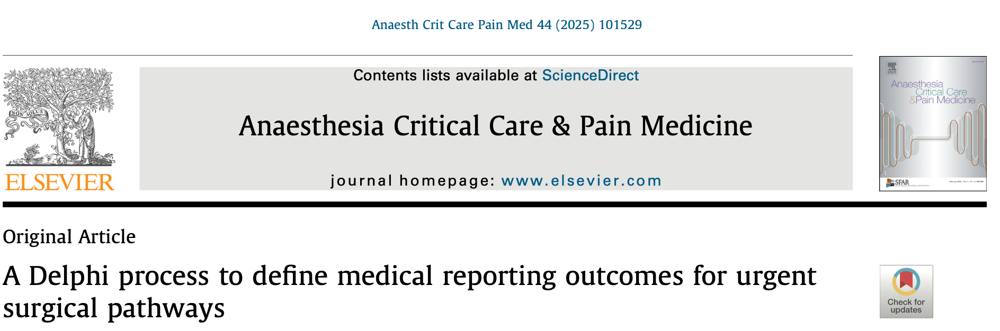 Anaesth Crit Care Pain Med 44 (2025) 101529
NON SOLUS
ELSEVIER
Contents lists available at ScienceDirect
Anaesthesia Critical Care & Pain Medicine
journal homepage: www.elsevier.com
Anaesthesia
Critical Care
&Pain Medicine
SFAR
Original Article
A Delphi process to define medical reporting outcomes for urgent
surgical pathways
Check for
updates